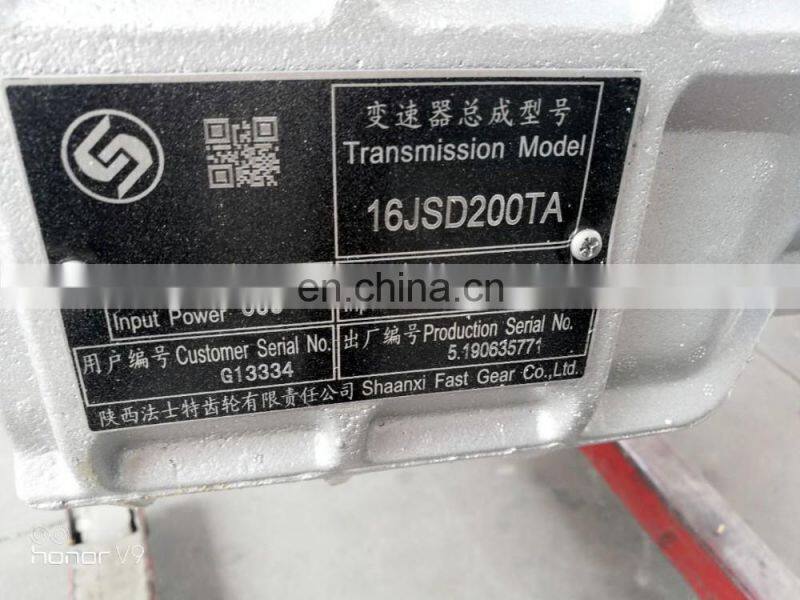 变速器总成型号
Transmission Model
16JSD200TA
en.china.cn
Input Power
用户编号 Customer Serial No.
G13334
出厂编号 Production Serial No.
5.190635771
陕西法士特齿轮有限责任公司 Shaanxi Fast Gear Co.,Ltd.
honor V9